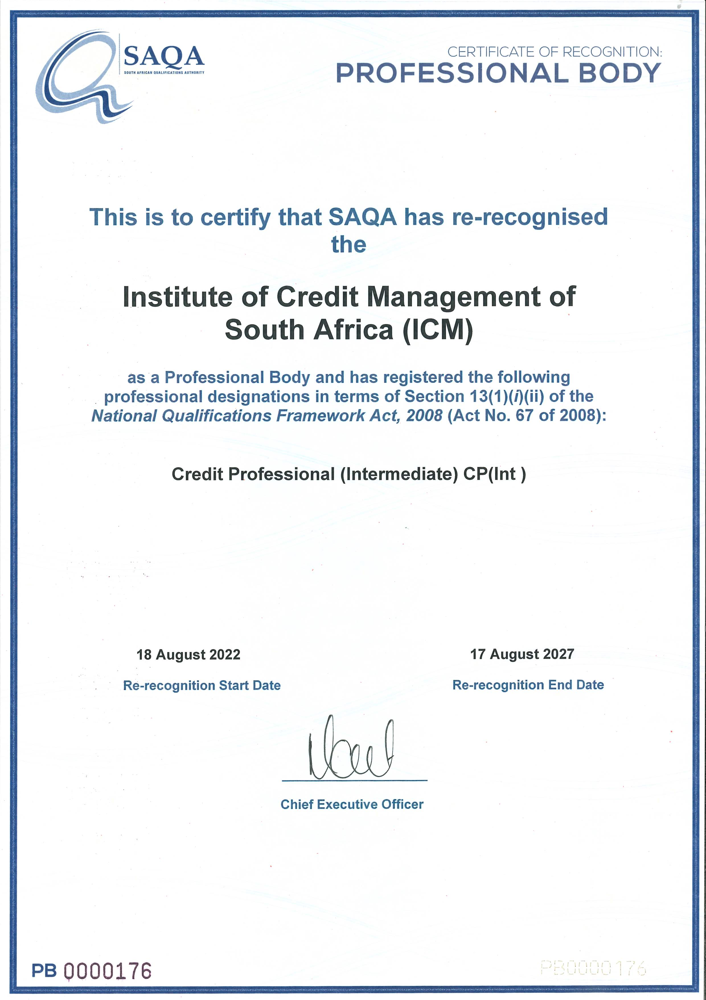 SAQA
SOUTH AFRICAN QUALIFICATIONS AUTHORITY
CERTIFICATE OF RECOGNITION:
PROFESSIONAL BODY
This is to certify that SAQA has re-recognised
the
Institute of Credit Management of
South Africa (ICM)
as a Professional Body and has registered the following
professional designations in terms of Section 13(1)(i)(ii) of the
National Qualifications Framework Act, 2008 (Act No. 67 of 2008):
Credit Professional (Intermediate) CP(Int )
18 August 2022
17 August 2027
Re-recognition Start Date
Re-recognition End Date
Chief Executive Officer
PB 0000176
PB0000176